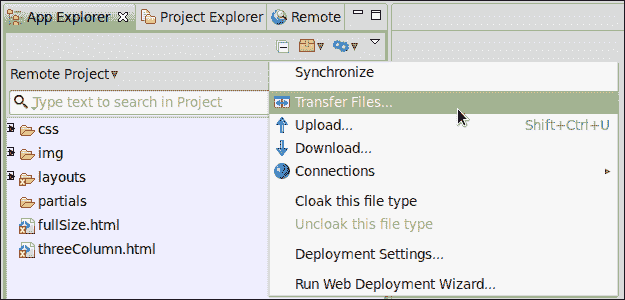 App Explorer Project Explorer Remote
Remote Project
Type text to search in Project
css
img
layouts
partials
fullSize.html
threeColumn.html
Synchronize
Transfer Files...
Upload... Shift+Ctrl+U
Download...
Connections
Cloak this file type
Uncloak this file type
Deployment Settings...
Run Web Deployment Wizard...